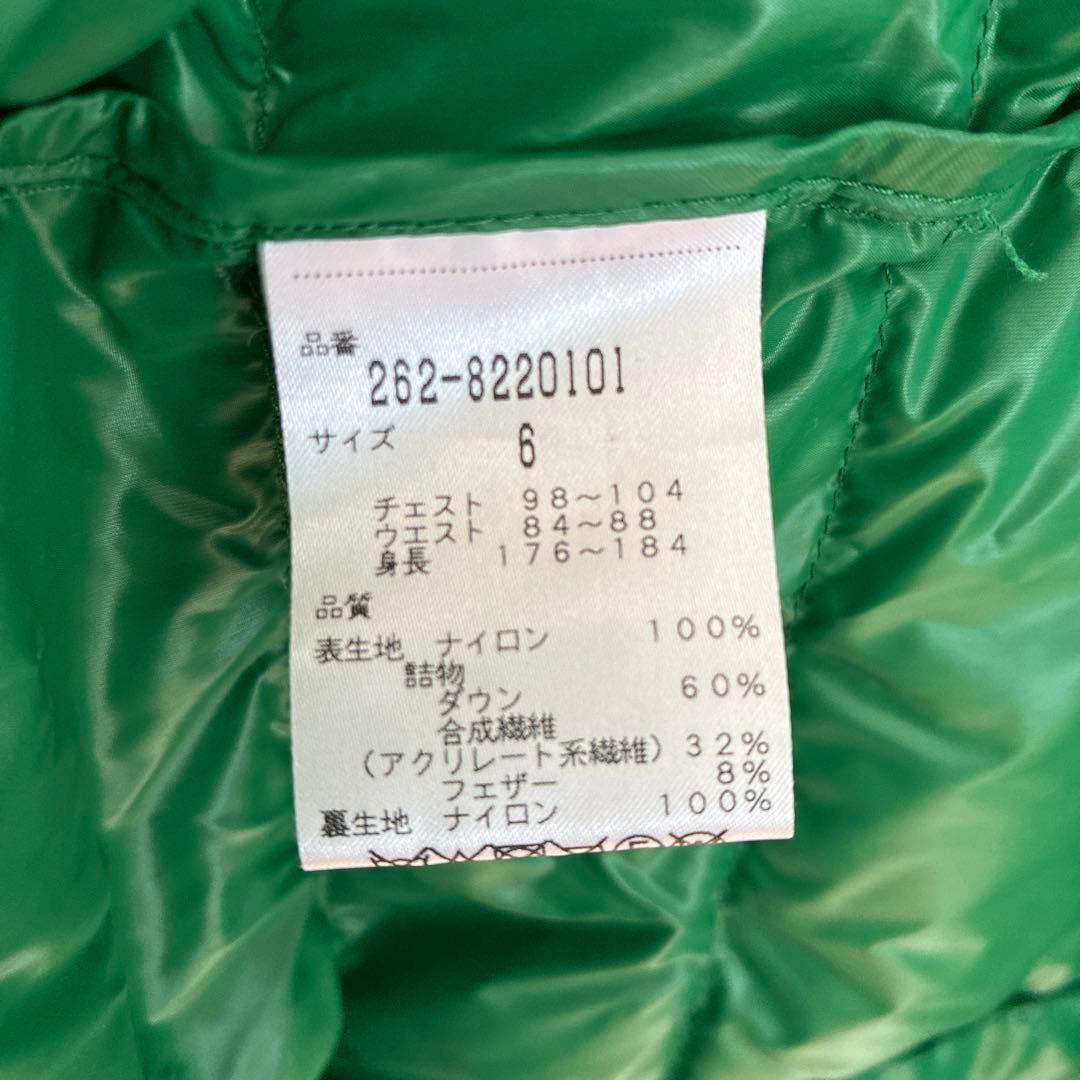 品番
262-8220101
サイズ 6
チェスト 98〜104
ウエスト 84〜88
身長 176〜184
品質
表生地 ナイロン 100%
詰物
ダウン 60%
合成繊維
(アクリレート系繊維) 32%
フェザー 8%
裏生地 ナイロン 100%